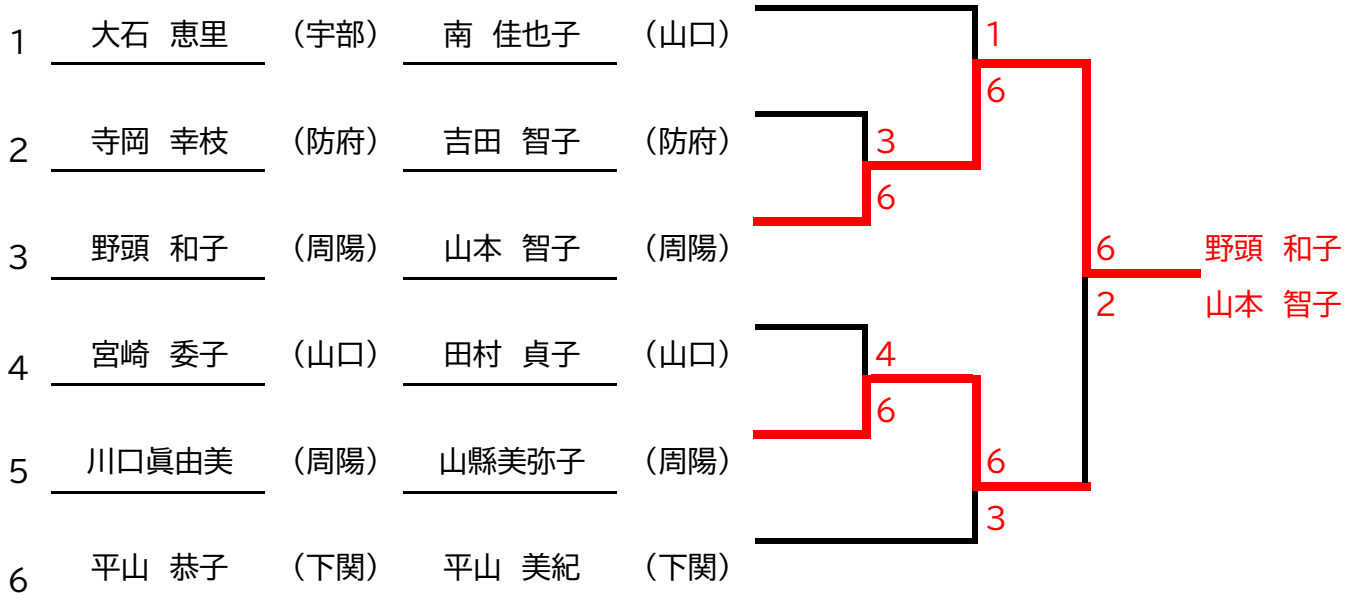 1 大石 恵里 (宇部) 南 佳也子 (山口)
1
6
2 寺岡 幸枝 (防府) 吉田 智子 (防府)
3
6
3 野頭 和子 (周陽) 山本 智子 (周陽)
6 野頭 和子
2 山本 智子
4 宮崎 委子 (山口) 田村 貞子 (山口)
4
6
5 川口眞由美 (周陽) 山縣美弥子 (周陽)
6
3
6 平山 恭子 (下関) 平山 美紀 (下関)